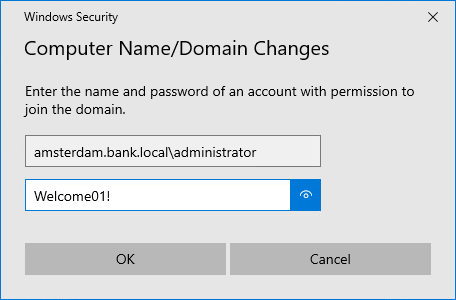 Windows Security
Computer Name/Domain Changes
Enter the name and password of an account with permission to
join the domain.
amsterdam.bank.local\administrator
Welcome01!
OK
Cancel